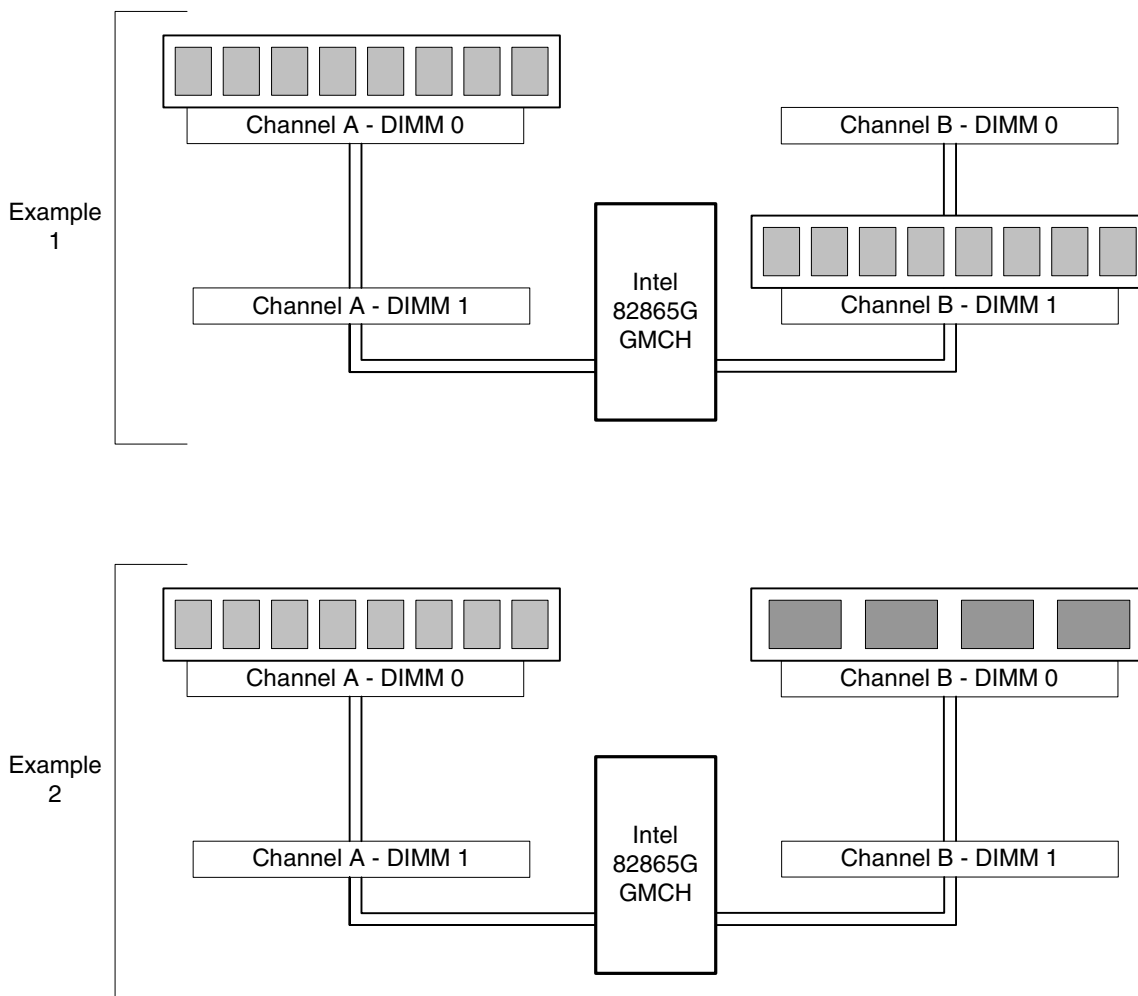 Channel A - DIMM 0
Channel B - DIMM 0
Example
1
Intel
82865G
GMCH
Channel A - DIMM 1
Channel B - DIMM 1
Channel A - DIMM 0
Channel B - DIMM 0
Example
2
Intel
82865G
GMCH
Channel A - DIMM 1
Channel B - DIMM 1